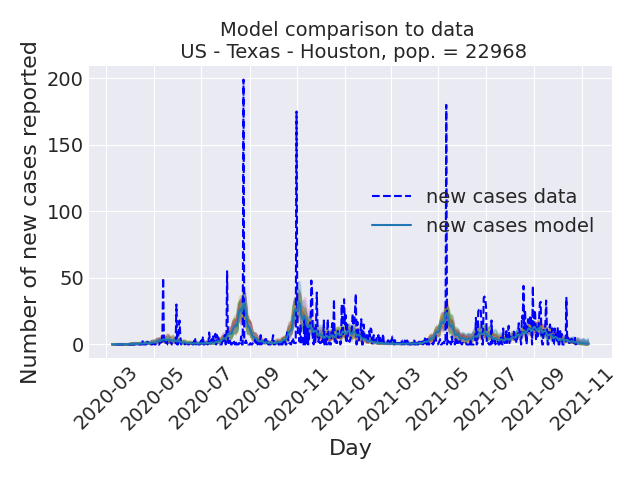 Model comparison to data
US - Texas - Houston, pop. = 22968
Number of new cases reported
200
150
100
50
0
new cases data
new cases model
2020-03
2020-05
2020-07
2020-09
2020-11
2021-01
2021-03
2021-05
2021-07
2021-09
2021-11
Day